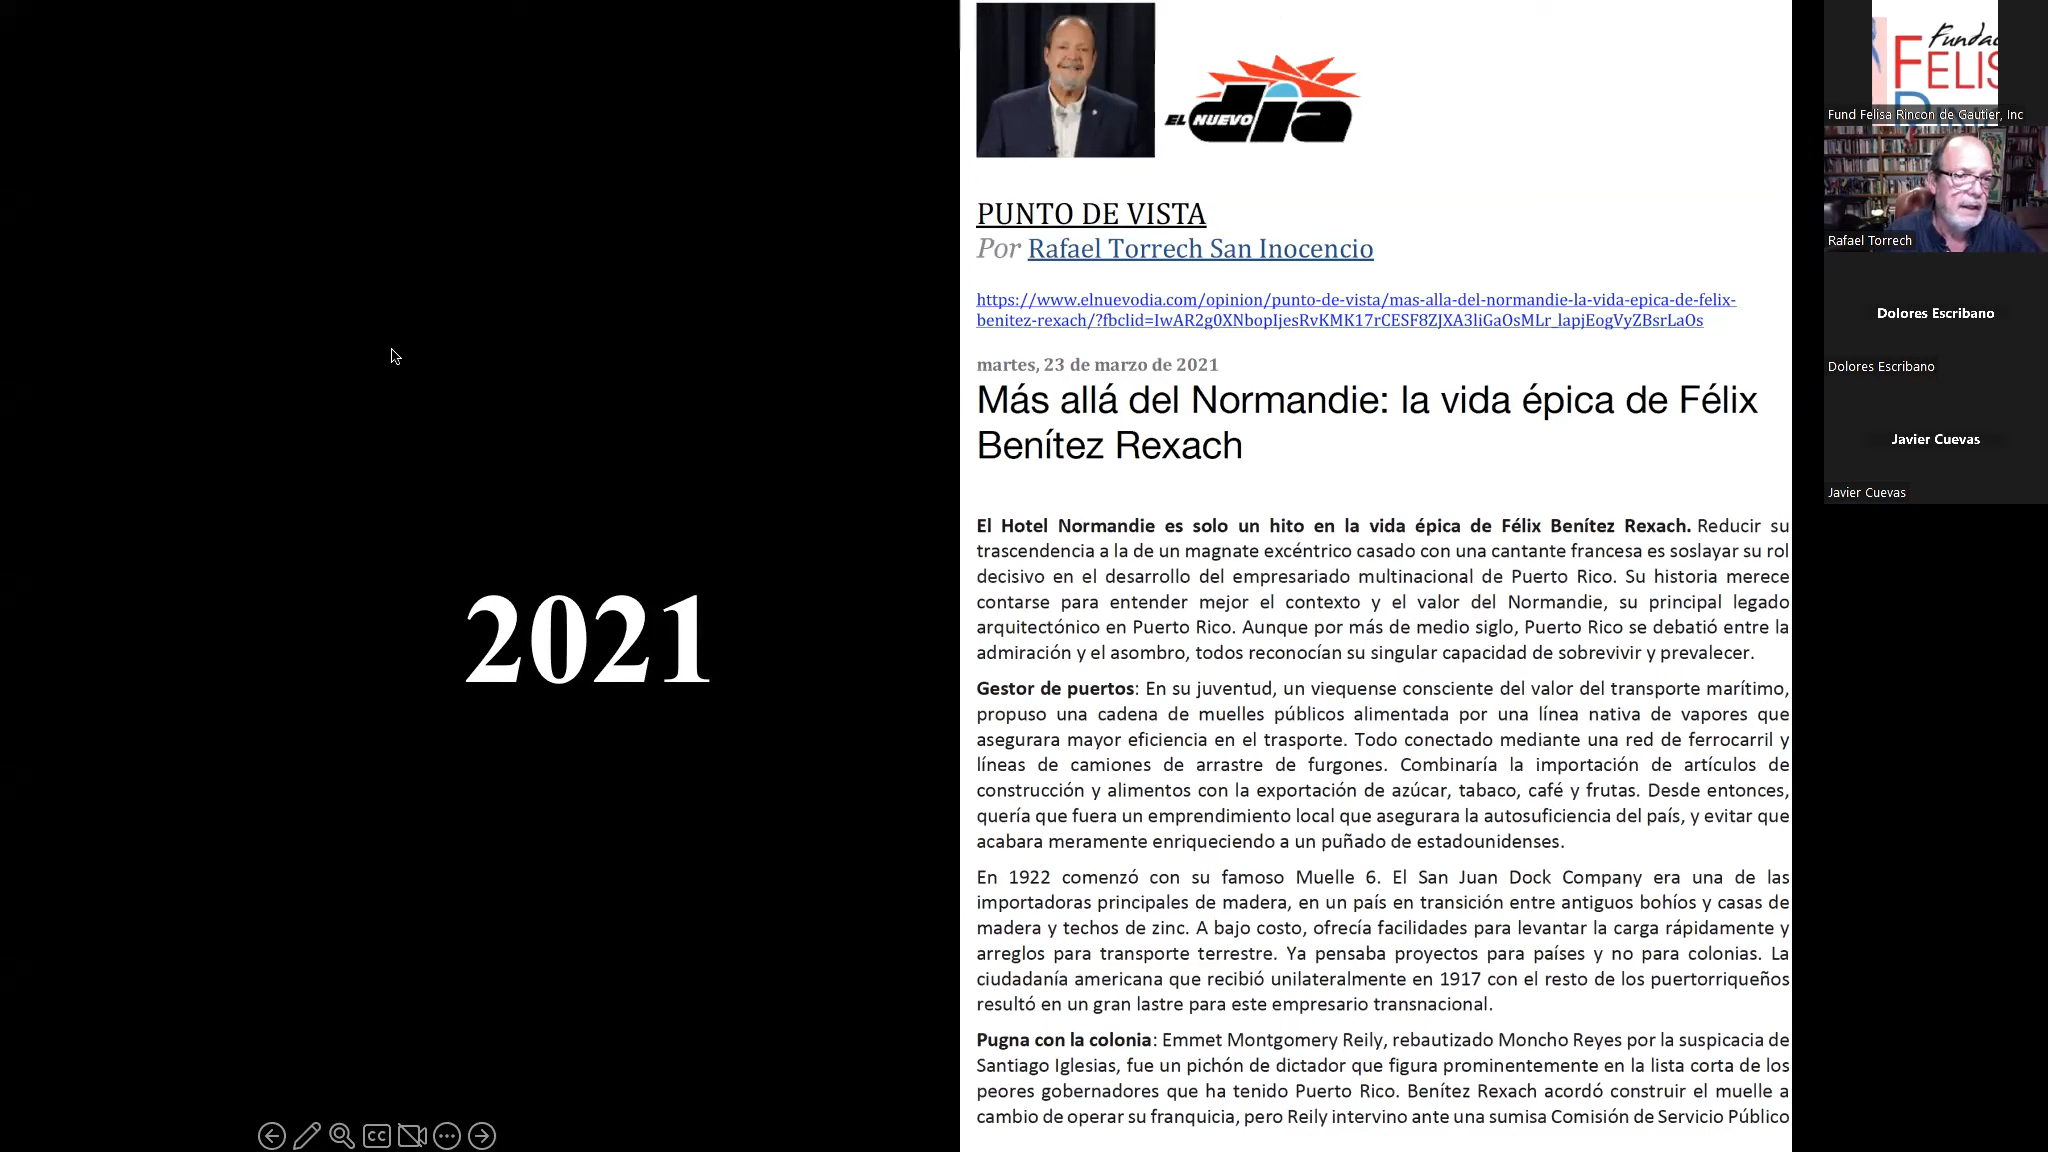 2021
EL NUEVO día
PUNTO DE VISTA
Por Rafael Torrech San Inocencio
https://www.elnuevodia.com/opinion/punto-de-vista/mas-alla-del-normandie-la-vida-epica-de-felix-
benitez-rexach/?fbclid=IwAR2g0XNbopIjesRvKMK17rCESF8ZJXA3liGaOsMLr_lapjEogVyZBsrLaOs
martes, 23 de marzo de 2021
Más allá del Normandie: la vida épica de Félix
Benítez Rexach
El Hotel Normandie es solo un hito en la vida épica de Félix Benítez Rexach. Reducir su
trascendencia a la de un magnate excéntrico casado con una cantante francesa es soslayar su rol
decisivo en el desarrollo del empresariado multinacional de Puerto Rico. Su historia merece
contarse para entender mejor el contexto y el valor del Normandie, su principal legado
arquitectónico en Puerto Rico. Aunque por más de medio siglo, Puerto Rico se debatió entre la
admiración y el asombro, todos reconocían su singular capacidad de sobrevivir y prevalecer.
Gestor de puertos: En su juventud, un viequense consciente del valor del transporte marítimo,
propuso una cadena de muelles públicos alimentada por una línea nativa de vapores que
asegurara mayor eficiencia en el trasporte. Todo conectado mediante una red de ferrocarril y
líneas de camiones de arrastre de furgones. Combinaría la importación de artículos de
construcción y alimentos con la exportación de azúcar, tabaco, café y frutas. Desde entonces,
quería que fuera un emprendimiento local que asegurara la autosuficiencia del país, y evitar que
acabara meramente enriqueciendo a un puñado de estadounidenses.
En 1922 comenzó con su famoso Muelle 6. El San Juan Dock Company era una de las
importadoras principales de madera, en un país en transición entre antiguos bohíos y casas de
madera y techos de zinc. A bajo costo, ofrecía facilidades para levantar la carga rápidamente y
arreglos para transporte terrestre. Ya pensaba proyectos para países y no para colonias. La
ciudadanía americana que recibió unilateralmente en 1917 con el resto de los puertorriqueños
resultó en un gran lastre para este empresario transnacional.
Pugna con la colonia: Emmet Montgomery Reily, rebautizado Moncho Reyes por la suspicacia de
Santiago Iglesias, fue un pichón de dictador que figura prominentemente en la lista corta de los
peores gobernadores que ha tenido Puerto Rico. Benítez Rexach acordó construir el muelle a
cambio de operar su franquicia, pero Reily intervino ante una sumisa Comisión de Servicio Público
CC
Fund Felisa Rincon de Gautier, Inc
Rafael Torrech
Dolores Escribano
Dolores Escribano
Javier Cuevas
Javier Cuevas